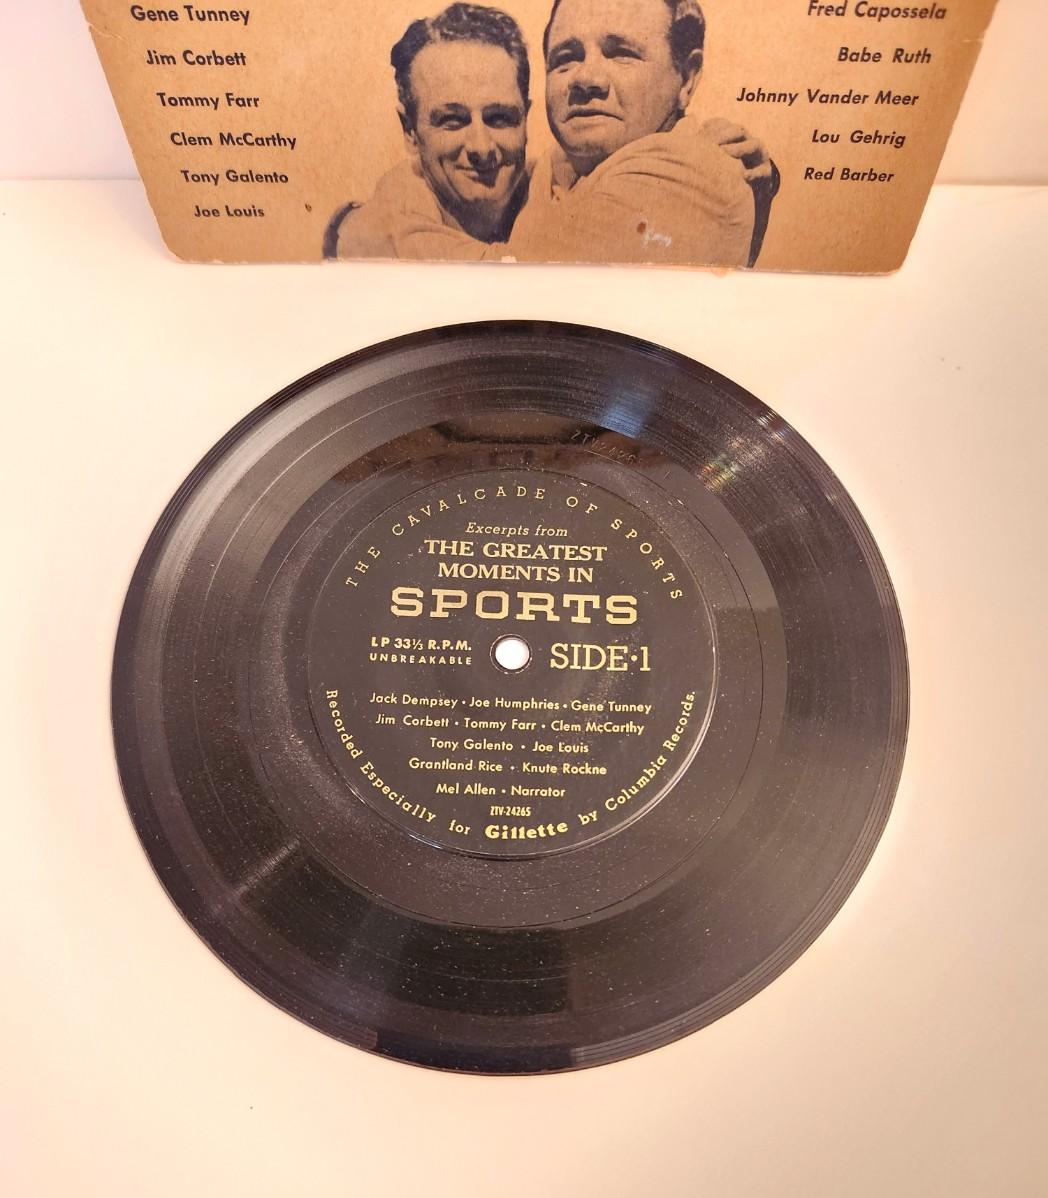 Gene Tunney
Jim Corbett
Tommy Farr
Clem McCarthy
Tony Galento
Joe Louis
Fred Capossela
Babe Ruth
Johnny Vander Meer
Lou Gehrig
Red Barber
THE CAVALCADE OF SPORTS
Excerpts from
THE GREATEST
MOMENTS IN
SPORTS
LP 33⅓ R.P.M.
UNBREAKABLE
SIDE·1
Jack Dempsey • Joe Humphries • Gene Tunney
Jim Corbett • Tommy Farr • Clem McCarthy
Tony Galento • Joe Louis
Grantland Rice • Knute Rockne
Mel Allen • Narrator
ZTV-24265
Recorded Especially for Gillette by Columbia Records.